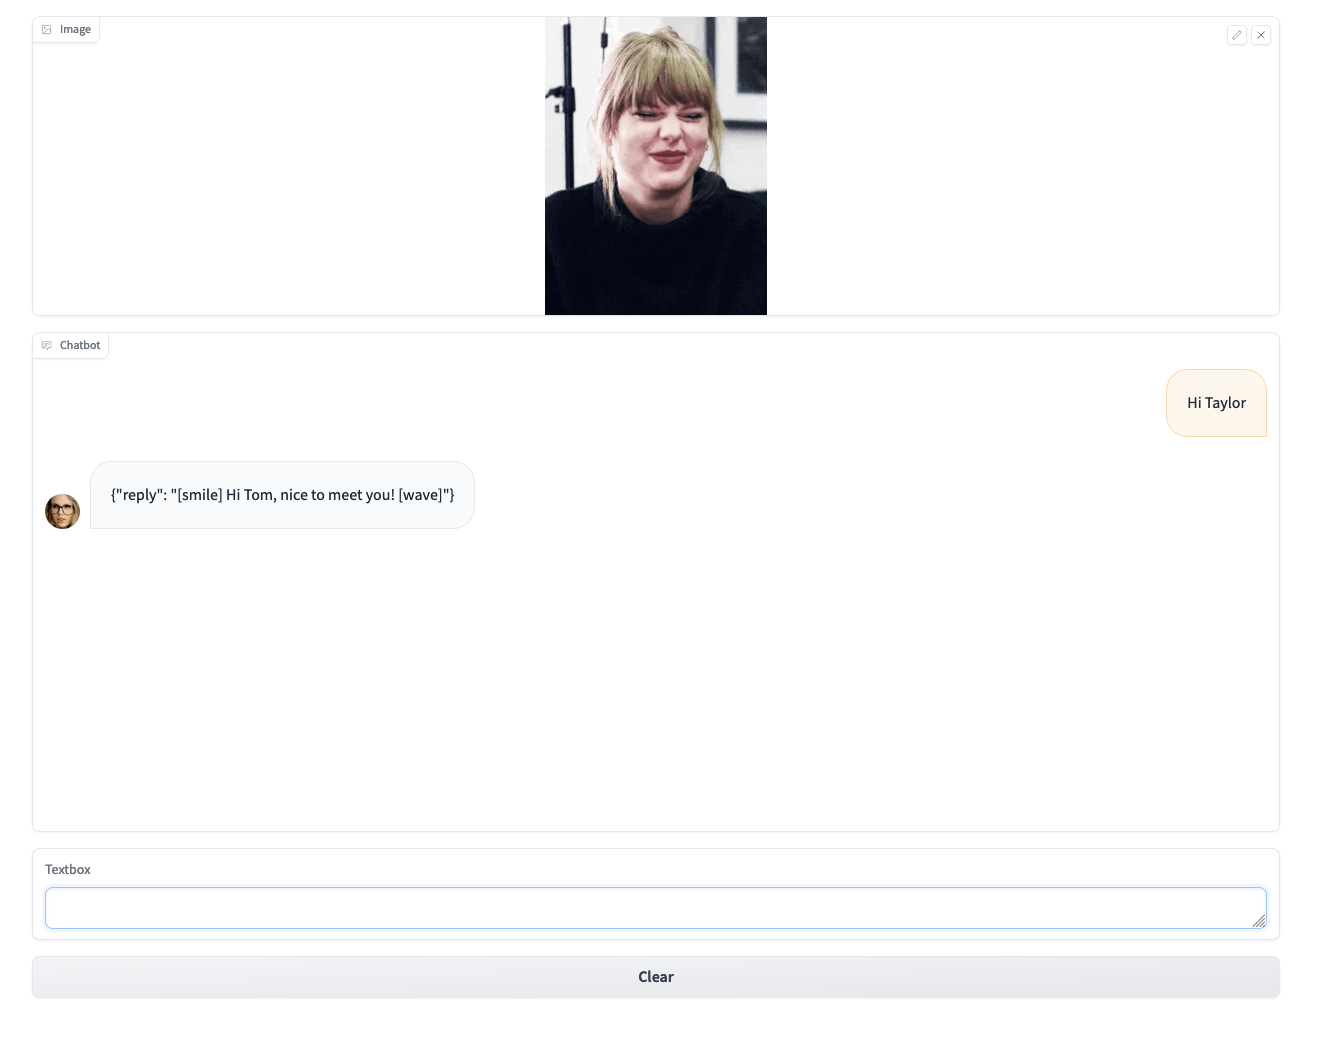 Image
Chatbot
Hi Taylor
{"reply": "[smile] Hi Tom, nice to meet you! [wave]"}
Textbox
Clear